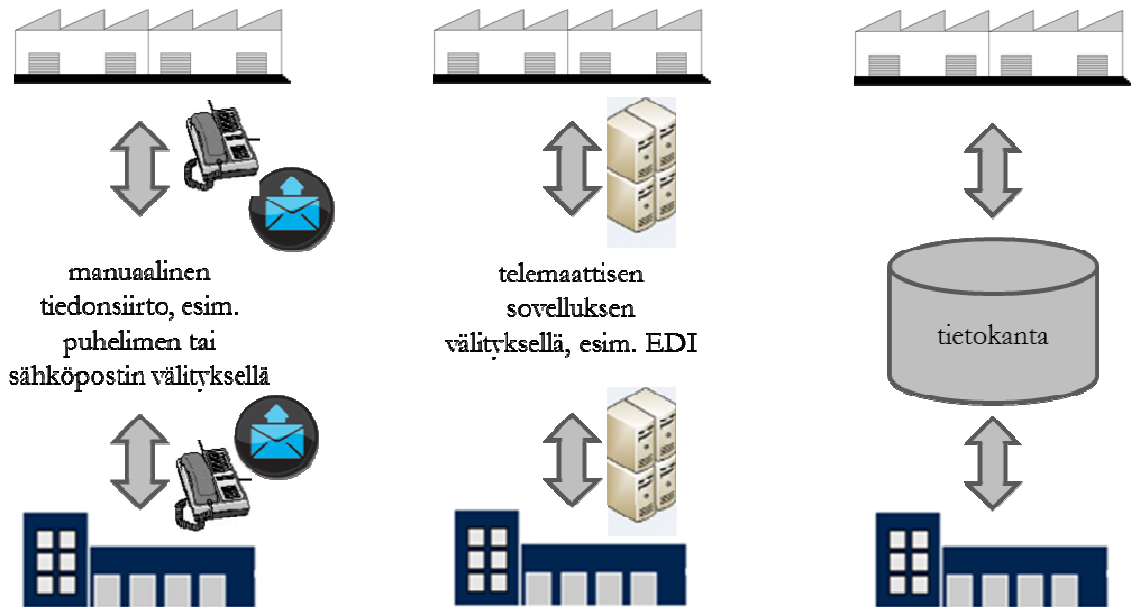 manuaalinen
tiedonsiirto, esim.
puhelimen tai
sähköpostin välityksellä
telemaattisen
sovelluksen
välityksellä, esim. EDI
tietokanta